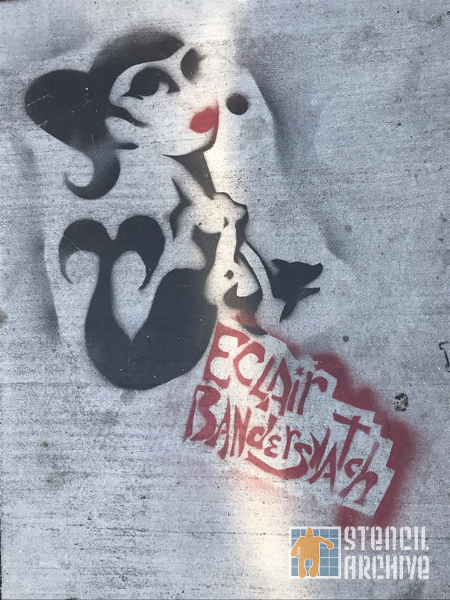 ECLAir
BANdersnAtch
STENCIL
ARCHIVE